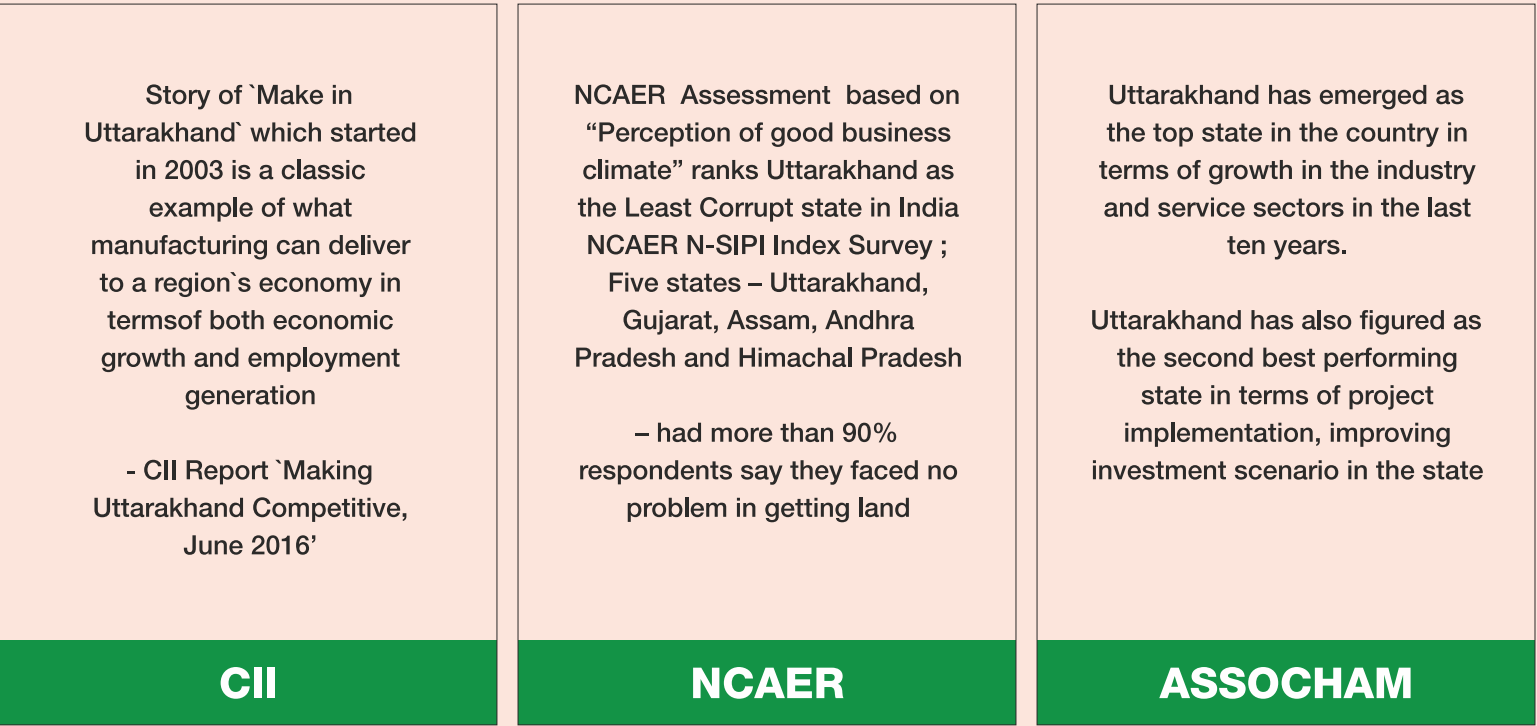 Story of `Make in
Uttarakhand` which started
in 2003 is a classic
example of what
manufacturing can deliver
to a region`s economy in
termsof both economic
growth and employment
generation
- CII Report `Making
Uttarakhand Competitive,
June 2016’
CII
NCAER Assessment based on
“Perception of good business
climate” ranks Uttarakhand as
the Least Corrupt state in India
NCAER N-SIPI Index Survey ;
Five states – Uttarakhand,
Gujarat, Assam, Andhra
Pradesh and Himachal Pradesh
– had more than 90%
respondents say they faced no
problem in getting land
NCAER
Uttarakhand has emerged as
the top state in the country in
terms of growth in the industry
and service sectors in the last
ten years.
Uttarakhand has also figured as
the second best performing
state in terms of project
implementation, improving
investment scenario in the state
ASSOCHAM